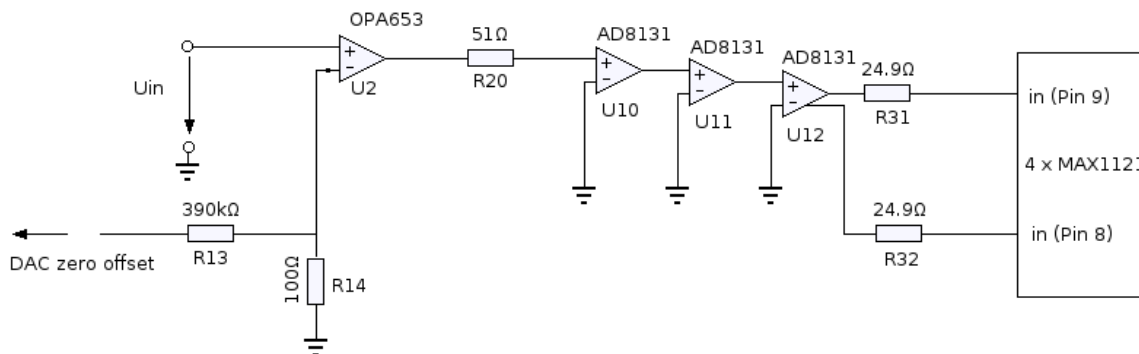 OPA653
51Ω
AD8131
AD8131
AD8131
24.9Ω
+
−
U2
R20
+
−
U10
+
−
U11
+
−
U12
R31
in (Pin 9)
Uin
4 x MAX1121
390kΩ
24.9Ω
in (Pin 8)
DAC zero offset
R13
R32
100Ω
R14